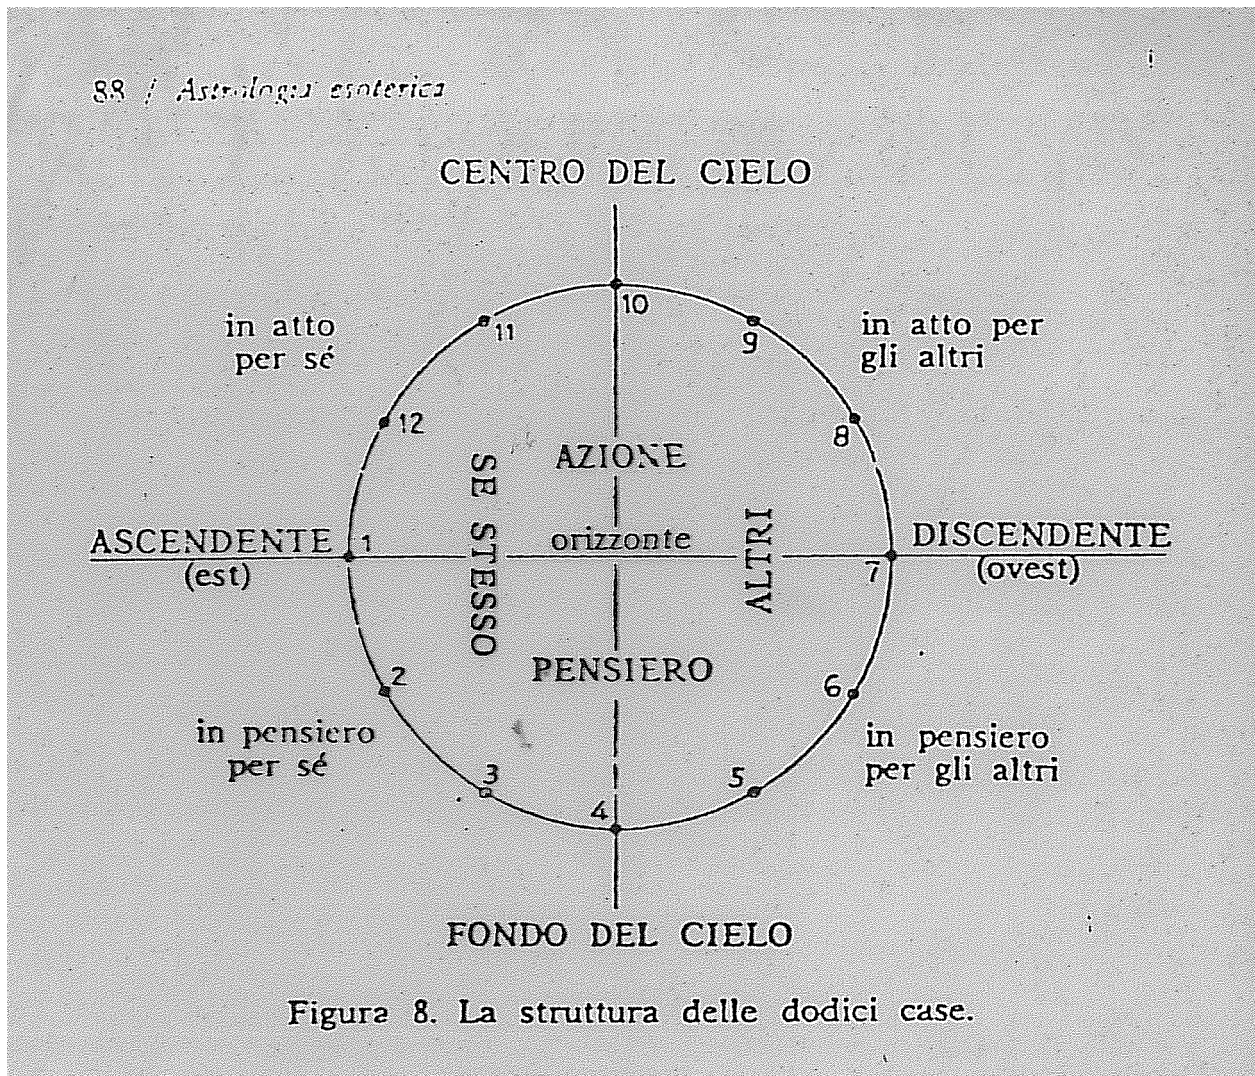 88 / Astrologia esoterica
CENTRO DEL CIELO
10
11
9
in atto
per sé
in atto per
gli altri
12
8
AZIONE
SE STESSO
ALTRI
ASCENDENTE
(est)
1
orizzonte
7
DISCENDENTE
(ovest)
PENSIERO
2
6
in pensiero
per sé
in pensiero
per gli altri
3
5
4
FONDO DEL CIELO
Figura 8. La struttura delle dodici case.